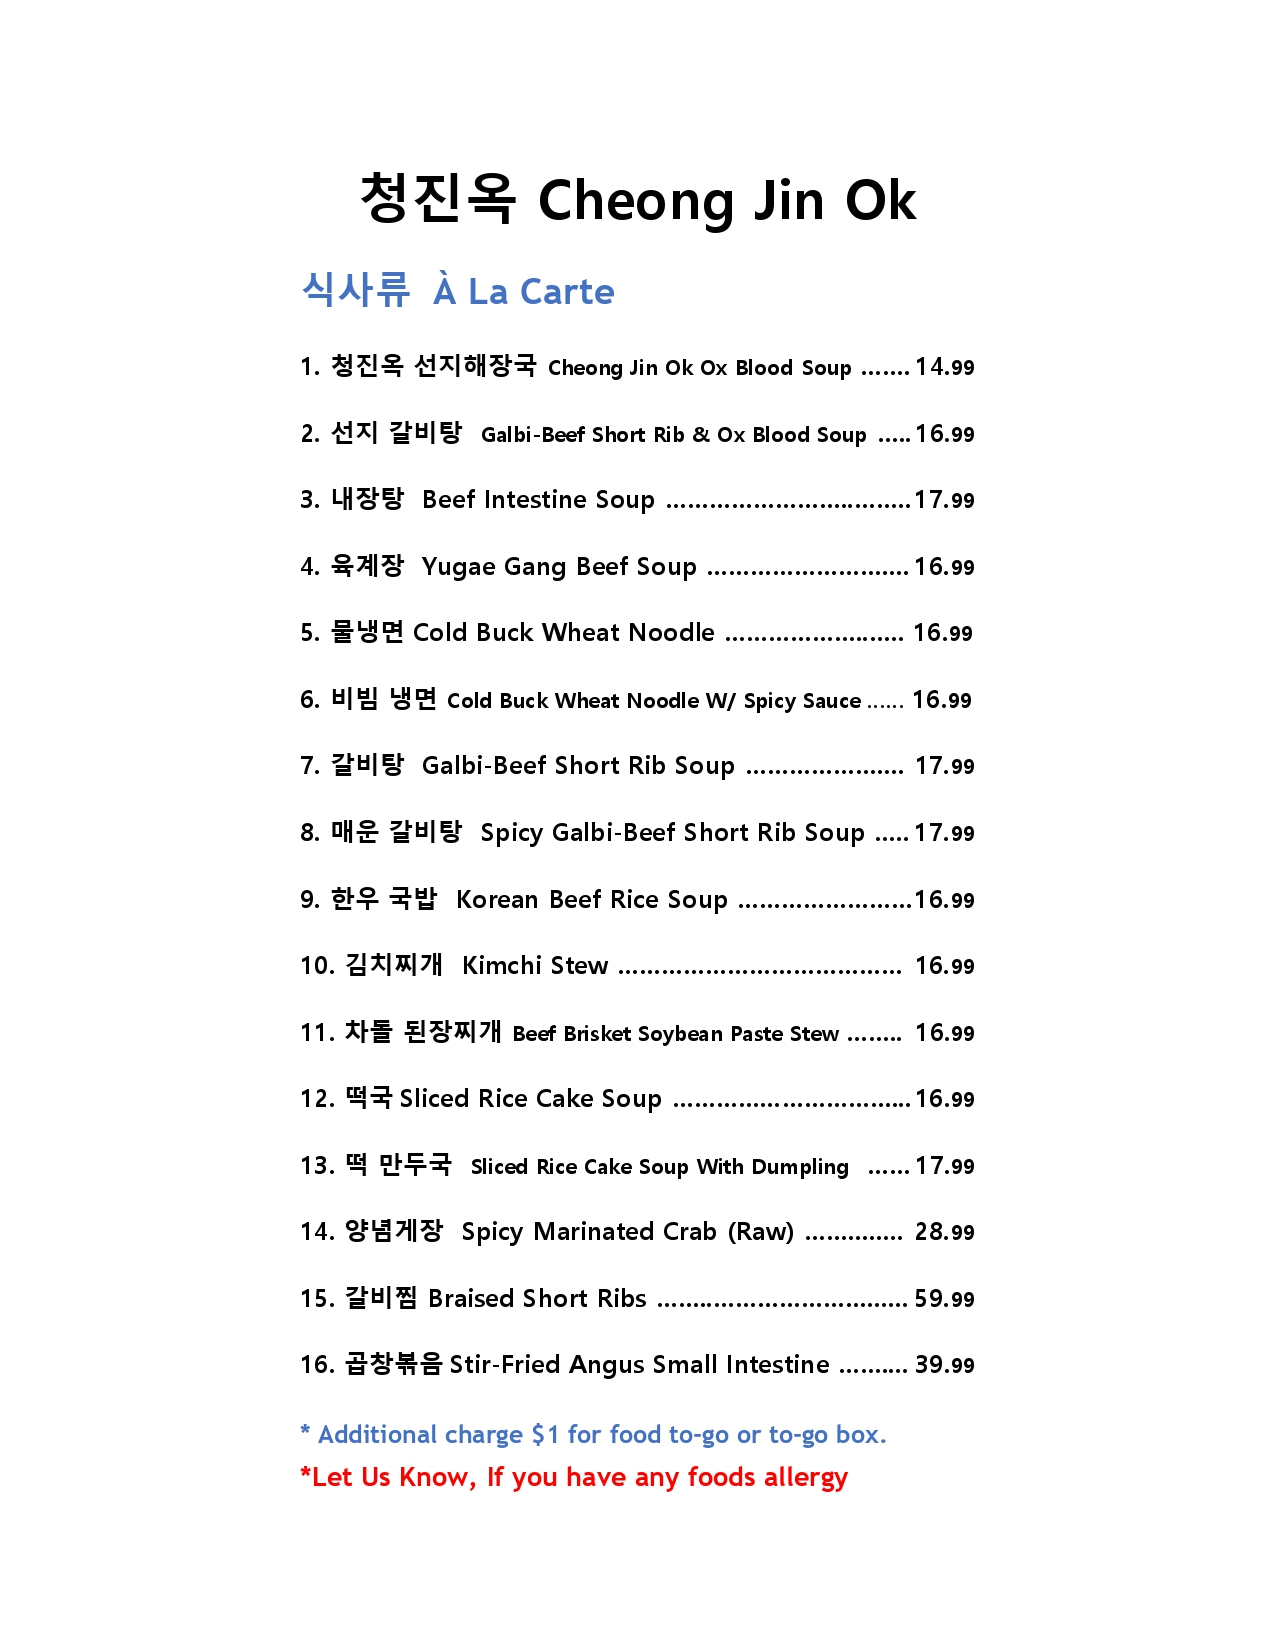 청진옥 Cheong Jin Ok
식사류 À La Carte
1. 청진옥 선지해장국 Cheong Jin Ok Ox Blood Soup ....... 14.99
2. 선지 갈비탕 Galbi-Beef Short Rib & Ox Blood Soup ..... 16.99
3. 내장탕 Beef Intestine Soup .................................. 17.99
4. 육계장 Yugae Gang Beef Soup ............................ 16.99
5. 물냉면 Cold Buck Wheat Noodle ......................... 16.99
6. 비빔 냉면 Cold Buck Wheat Noodle W/ Spicy Sauce ...... 16.99
7. 갈비탕 Galbi-Beef Short Rib Soup ...................... 17.99
8. 매운 갈비탕 Spicy Galbi-Beef Short Rib Soup ..... 17.99
9. 한우 국밥 Korean Beef Rice Soup ........................ 16.99
10. 김치찌개 Kimchi Stew ....................................... 16.99
11. 차돌 된장찌개 Beef Brisket Soybean Paste Stew ........ 16.99
12. 떡국 Sliced Rice Cake Soup ................................. 16.99
13. 떡 만두국 Sliced Rice Cake Soup With Dumpling ...... 17.99
14. 양념게장 Spicy Marinated Crab (Raw) .............. 28.99
15. 갈비찜 Braised Short Ribs ................................... 59.99
16. 곱창볶음 Stir-Fried Angus Small Intestine .......... 39.99
* Additional charge $1 for food to-go or to-go box.
*Let Us Know, If you have any foods allergy